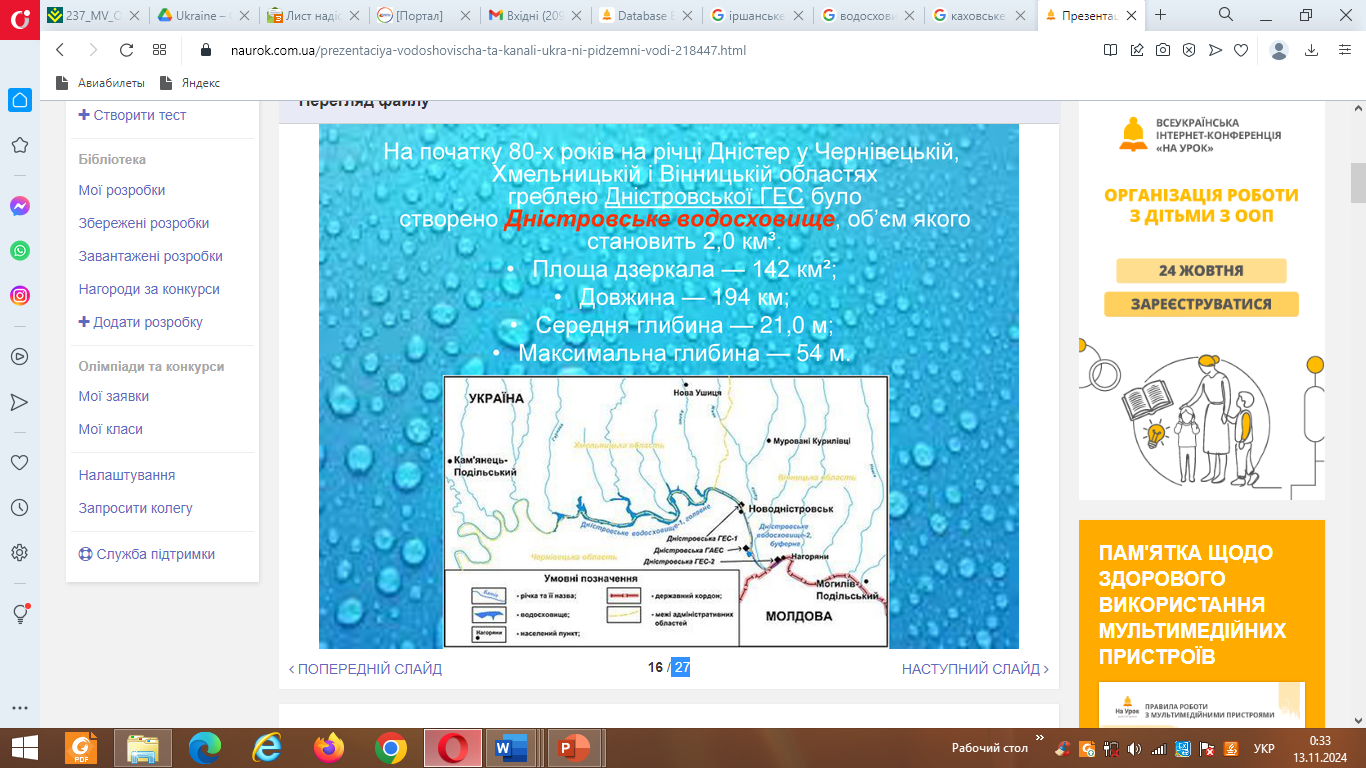 237_MV_Q
Ukraine – G
Лист надіс
[Портал]
Вхідні (209
Database E
іршанське
водосхови
каховське
Презентац
naurok.com.ua/prezentaciya-vodoshovischa-ta-kanali-ukra-ni-pidzemni-vodi-218447.html
Авиабилеты
Яндекс
Створити тест
Бібліотека
Мої розробки
Збережені розробки
Завантажені розробки
Нагороди за конкурси
Додати розробку
Олімпіади та конкурси
Мої заявки
Мої класи
Налаштування
Запросити колегу
Служба підтримки
Перегляд файлу
На початку 80-х років на річці Дністер у Чернівецькій,
Хмельницькій і Вінницькій областях
греблею Дністровської ГЕС було
створено Дністровське водосховище, об’єм якого
становить 2,0 км³.
• Площа дзеркала — 142 км²;
• Довжина — 194 км;
• Середня глибина — 21,0 м;
• Максимальна глибина — 54 м.
УКРАЇНА
Нова Ушиця
Хмельницька область
Муровані Курилівці
Кам'янець-
Подільський
Вінницька область
Новодністровськ
Дністровське водосховище-1, головне
Дністровське
водосховище-2,
буферне
Дністровська ГЕС-1
Дністровська ГАЕС
Дністровська ГЕС-2
Нагоряни
Чернівецька область
Могилів-
Подільський
МОЛДОВА
Умовні позначення
- річка та її назва;
- державний кордон;
- водосховище;
- межі адміністративних
областей
Нагоряни
- населений пункт;
‹ ПОПЕРЕДНІЙ СЛАЙД
16 / 27
НАСТУПНИЙ СЛАЙД ›
ВСЕУКРАЇНСЬКА
ІНТЕРНЕТ-КОНФЕРЕНЦІЯ
«НА УРОК»
ОРГАНІЗАЦІЯ РОБОТИ
З ДІТЬМИ З ООП
24 ЖОВТНЯ
ЗАРЕЄСТРУВАТИСЯ
ПАМ'ЯТКА ЩОДО
ЗДОРОВОГО
ВИКОРИСТАННЯ
МУЛЬТИМЕДІЙНИХ
ПРИСТРОЇВ
На Урок
ПРАВИЛА РОБОТИ
З МУЛЬТИМЕДІЙНИМИ ПРИСТРОЯМИ
PDF
Рабочий стол
УКР
0:33
13.11.2024